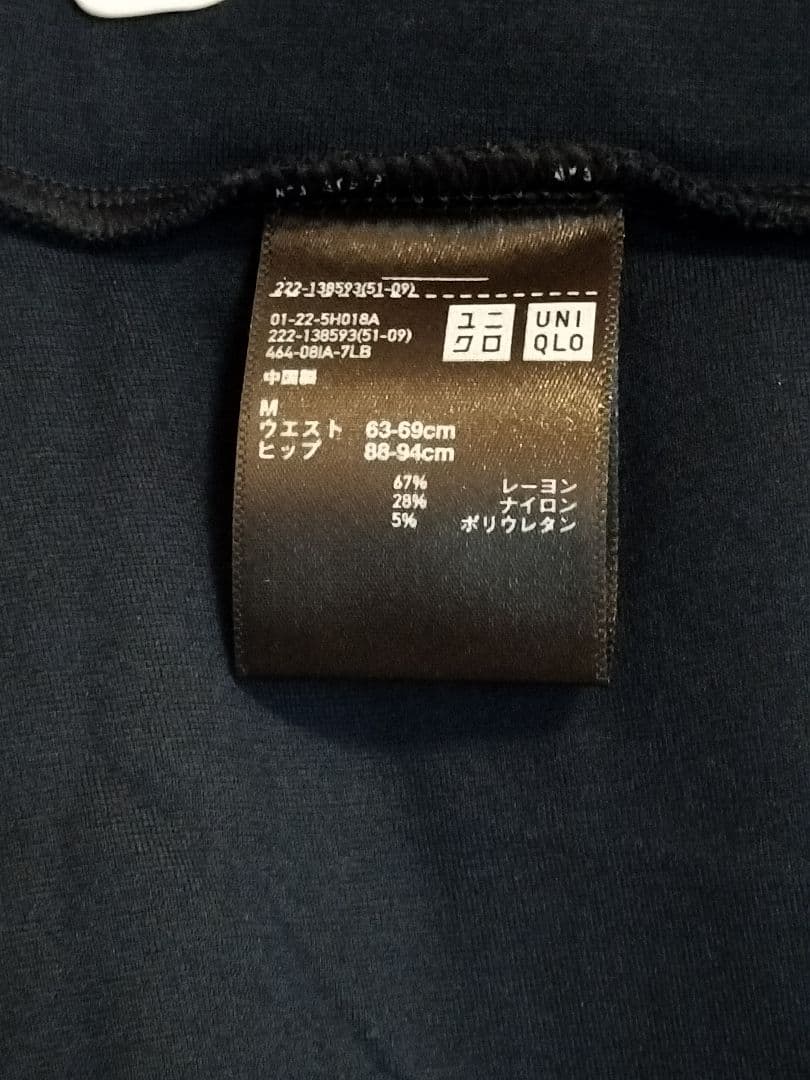 222-138593(51-09)
01-22-5H018A
222-138593(51-09)
464-08IA-7LB
ユニ
クロ
UNI
QLO
中国製
M
ウエスト 63-69cm
ヒップ 88-94cm
67% レーヨン
28% ナイロン
5% ポリウレタン